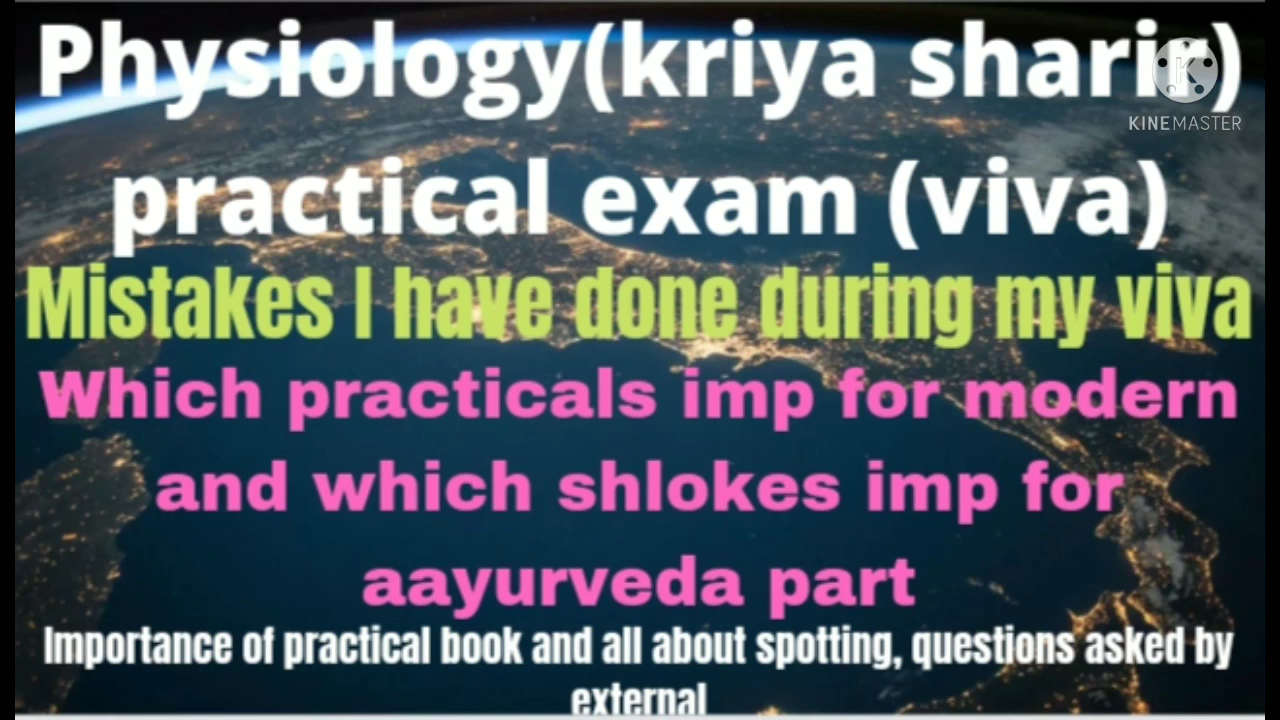 Physiology(kriya sharir)
KINEMASTER
practical exam (viva)
Mistakes I have done during my viva
Which practicals imp for modern
and which shlokes imp for
aayurveda part
Importance of practical book and all about spotting, questions asked by
external